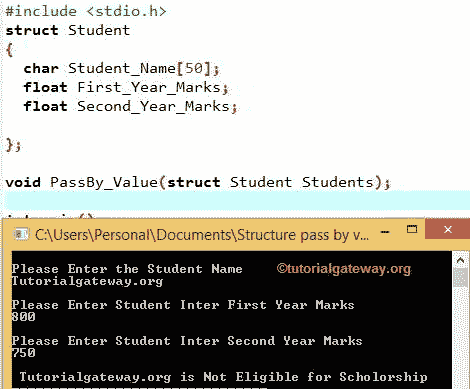 #include <stdio.h>
struct Student
{
char Student_Name[50];
float First_Year_Marks;
float Second_Year_Marks;
};
void PassBy_Value(struct Student Students);
C:\Users\Personal\Documents\Structure pass by v...
Please Enter the Student Name ©tutorialgateway.org
Tutorialgateway.org
Please Enter Student Inter First Year Marks
800
Please Enter Student Inter Second Year Marks
750
Tutorialgateway.org is Not Eligible for Scholorship